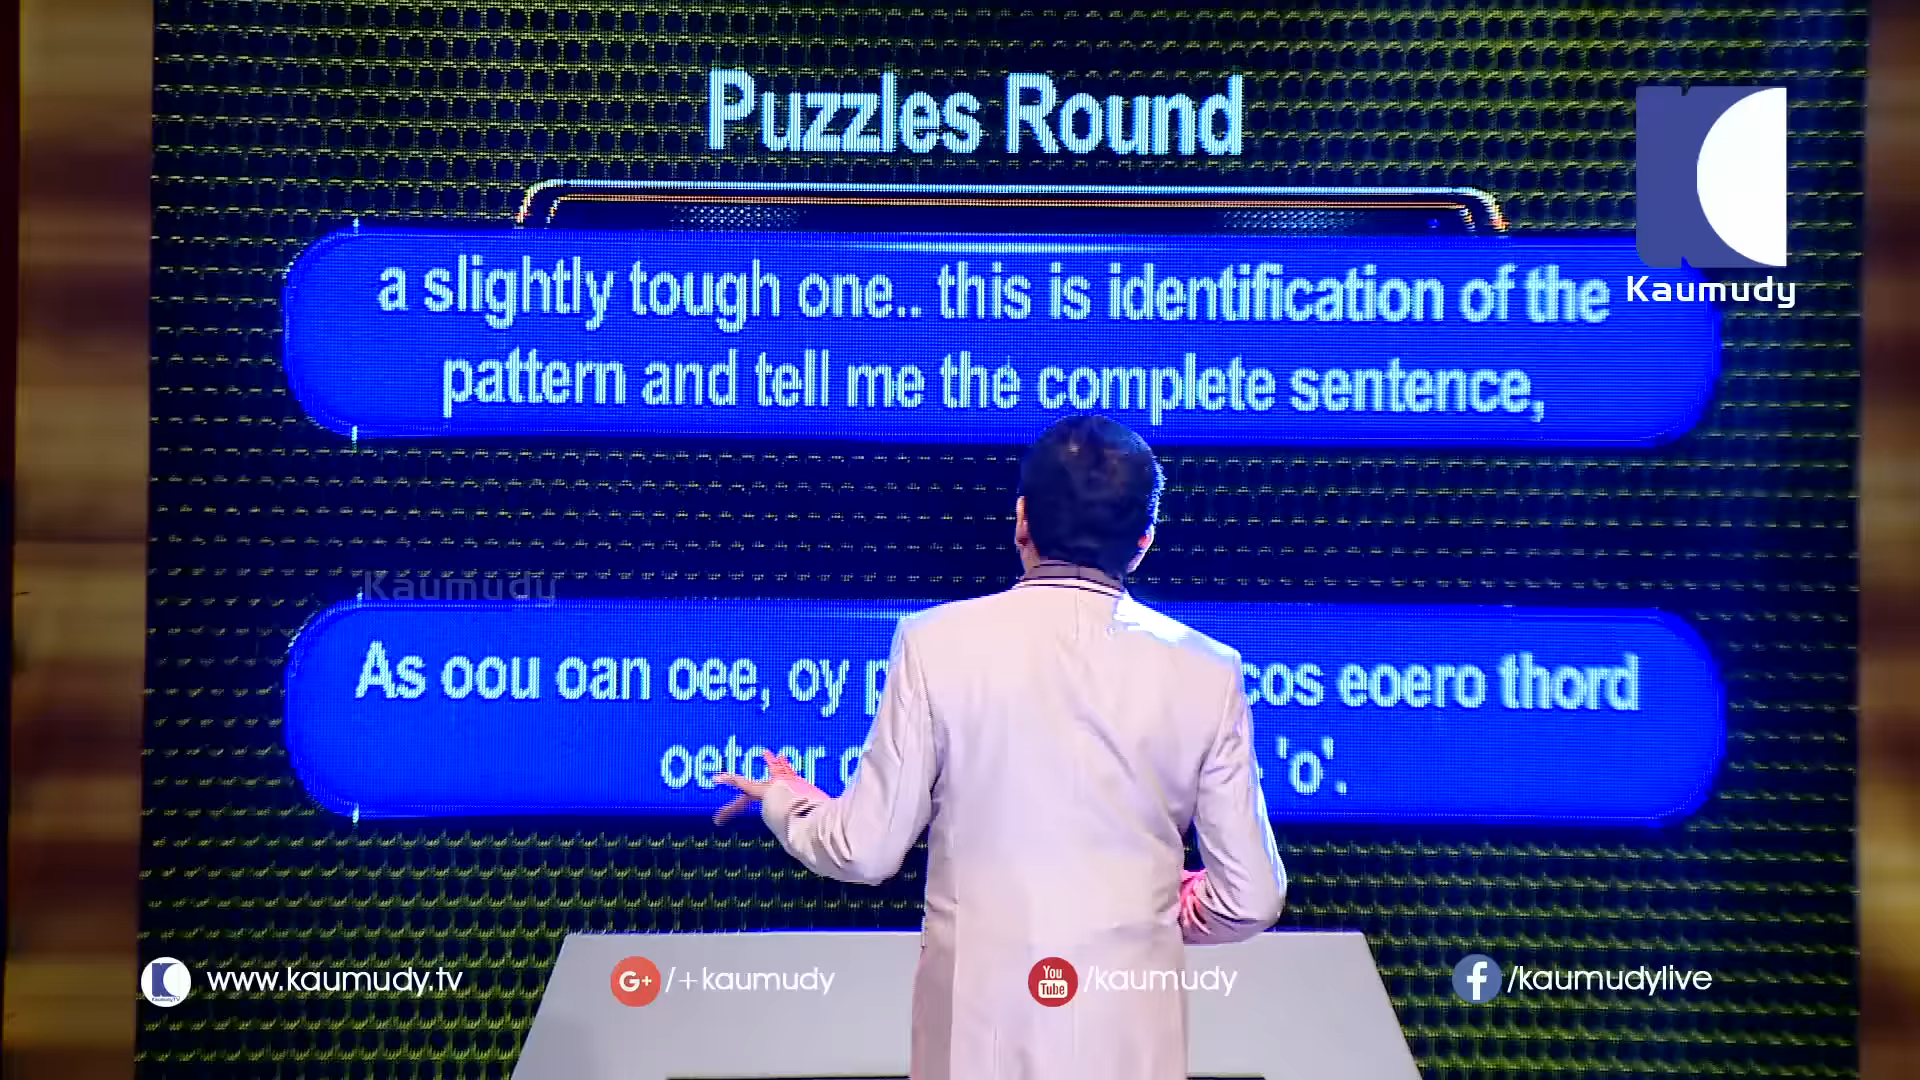 Puzzles Round
Kaumudy
a slightly tough one.. this is identification of the
pattern and tell me the complete sentence,
Kaumudy
As oou oan oee, oy cos eoero thord
oetoer 'o'.
www.kaumudy.tv
G+ /+kaumudy
You Tube /kaumudy
f /kaumudylive